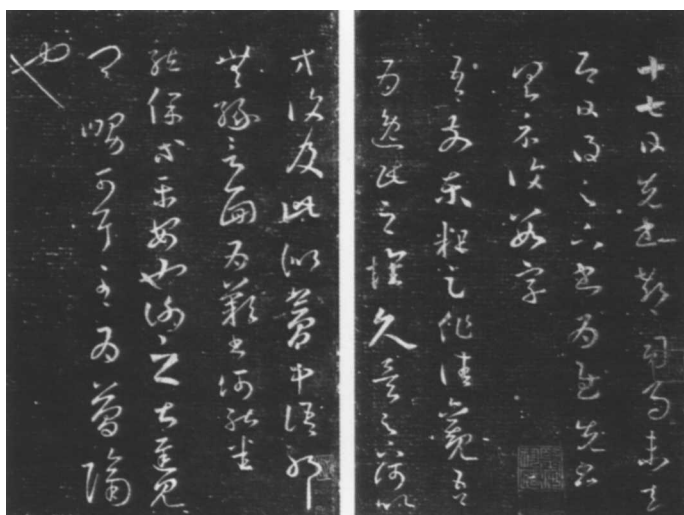 十七日先書郗司馬未去
即日得足下書為慰先書以
具示復數字
吾前東粗足作佳觀吾
為逸民之懷久矣足下何以
方復及此似夢中語耶
無緣言面為歎書何能悉
龍保等平安也謝之甚遲見
卿舅可耳至為簡隔
也